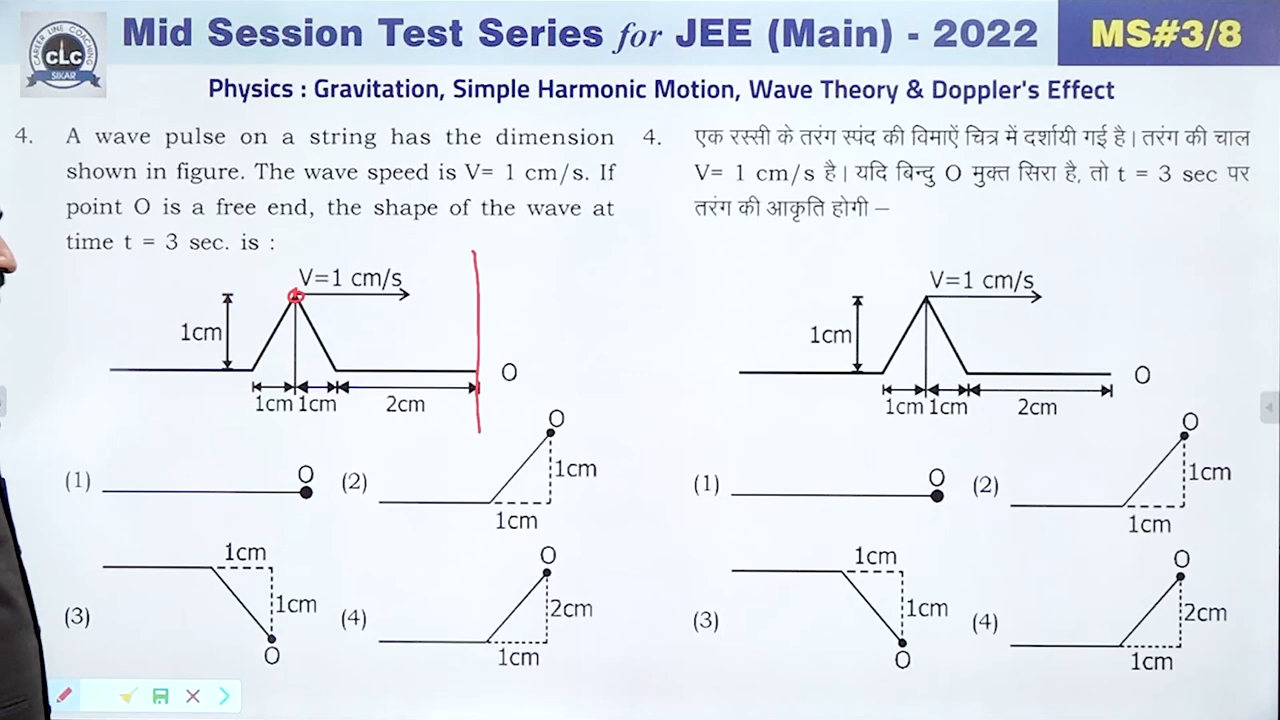 CAREER LINE COACHING
CLC
SIKAR
Mid Session Test Series for JEE (Main) - 2022
MS#3/8
Physics : Gravitation, Simple Harmonic Motion, Wave Theory & Doppler's Effect
4. A wave pulse on a string has the dimension
shown in figure. The wave speed is V= 1 cm/s. If
point O is a free end, the shape of the wave at
time t = 3 sec. is :
V=1 cm/s
1cm
O
1cm 1cm 2cm
(1) O
(2) O
1cm
1cm
(3) 1cm
1cm
O
(4) O
2cm
1cm
4. एक रस्सी के तरंग स्पंद की विमाऐं चित्र में दर्शायी गई है। तरंग की चाल
V= 1 cm/s है। यदि बिन्दु O मुक्त सिरा है, तो t = 3 sec पर
तरंग की आकृति होगी –
V=1 cm/s
1cm
O
1cm 1cm 2cm
(1) O
(2) O
1cm
1cm
(3) 1cm
1cm
O
(4) O
2cm
1cm